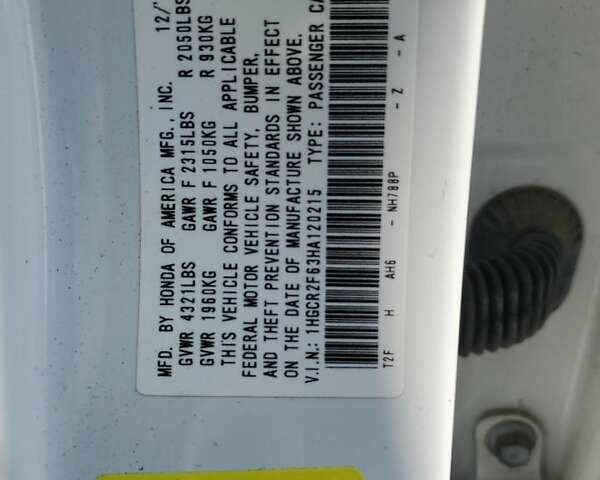 MFD. BY HONDA OF AMERICA MFG., INC. 12/
GVWR 4321LBS GAWR F 2315LBS R 2050LBS
GVWR 1960KG GAWR F 1050KG R 930KG
THIS VEHICLE CONFORMS TO ALL APPLICABLE
FEDERAL MOTOR VEHICLE SAFETY, BUMPER,
AND THEFT PREVENTION STANDARDS IN EFFECT
ON THE DATE OF MANUFACTURE SHOWN ABOVE.
V.I.N.: 1HGCR2F63HA120215 TYPE: PASSENGER CA
T2F H AH6 - NH788P - Z - A